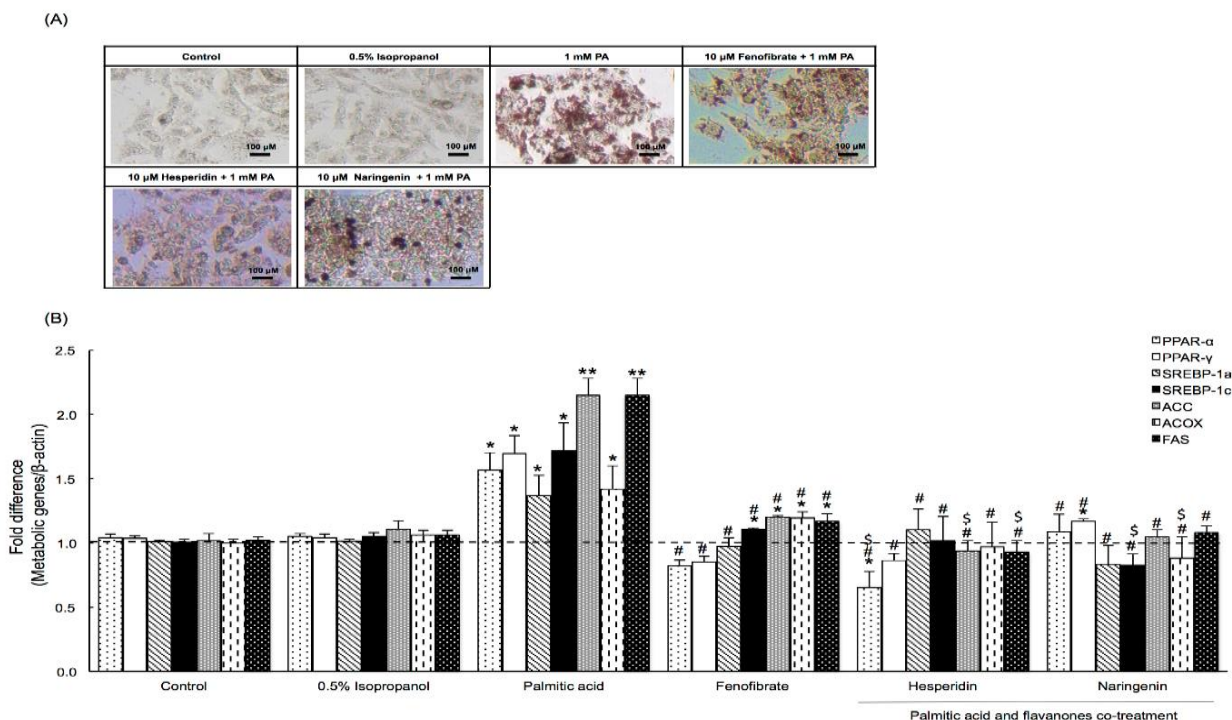 (A)
Control
0.5% Isopropanol
1 mM PA
10 µM Fenofibrate + 1 mM PA
100 µM
100 µM
100 µM
100 µM
10 µM Hesperidin + 1 mM PA
10 µM Naringenin + 1 mM PA
100 µM
100 µM
(B)
Fold difference
(Metabolic genes/β-actin)
2.5
2.0
1.5
1.0
0.5
0.0
*
*
*
*
**
*
**
#
#
#
#
*
#
*
#
*
#
*
$
#
*
#
#
#
$
#
#
$
#
#
#
*
#
$
#
#
$
#
#
PPAR-α
PPAR-γ
SREBP-1a
SREBP-1c
ACC
ACOX
FAS
Control
0.5% Isopropanol
Palmitic acid
Fenofibrate
Hesperidin
Naringenin
Palmitic acid and flavanones co-treatment